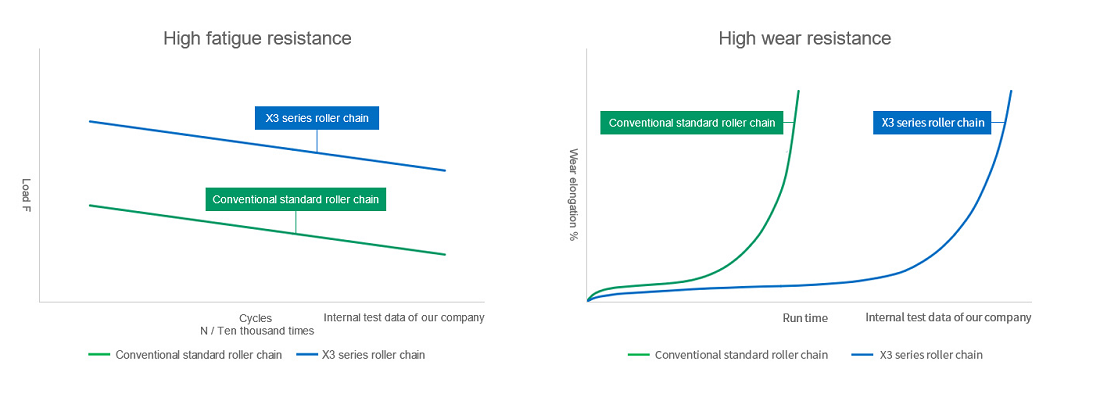 High fatigue resistance
X3 series roller chain
Conventional standard roller chain
Load F
Cycles
N / Ten thousand times
Internal test data of our company
Conventional standard roller chain
X3 series roller chain
High wear resistance
Conventional standard roller chain
X3 series roller chain
Wear elongation %
Run time
Internal test data of our company
Conventional standard roller chain
X3 series roller chain